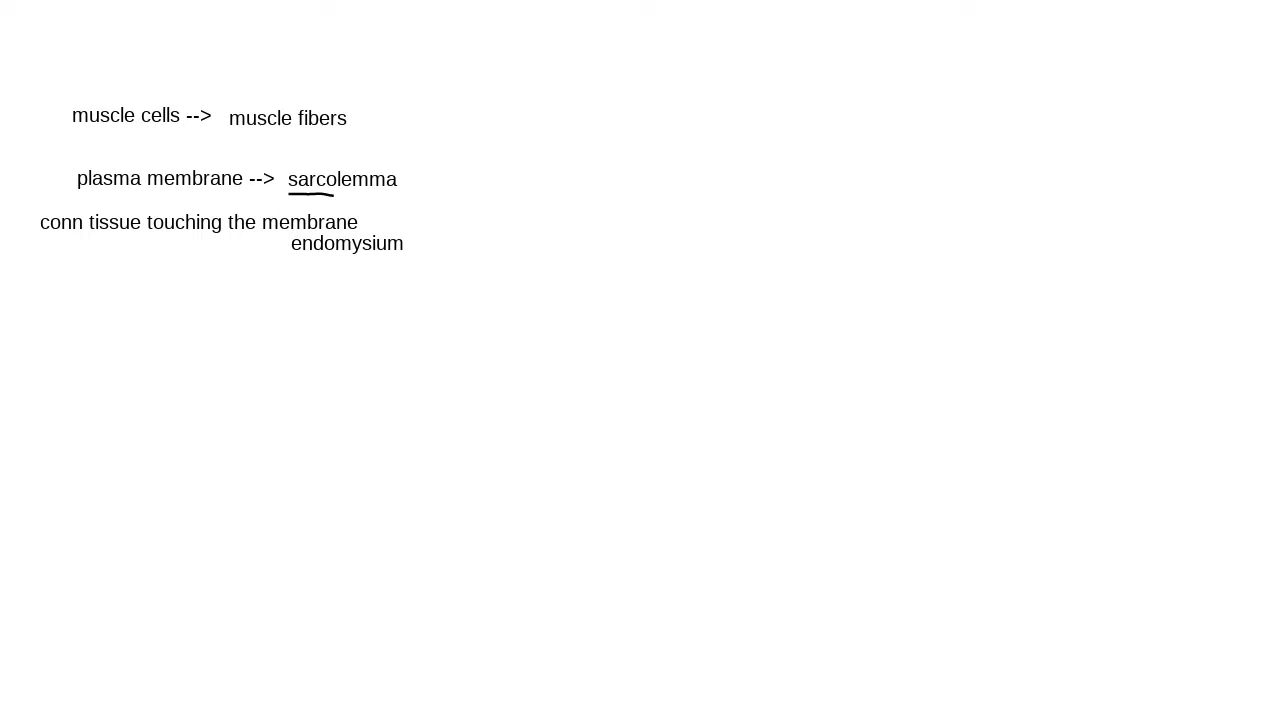 muscle cells --> muscle fibers
plasma membrane --> sarcolemma
conn tissue touching the membrane
endomysium